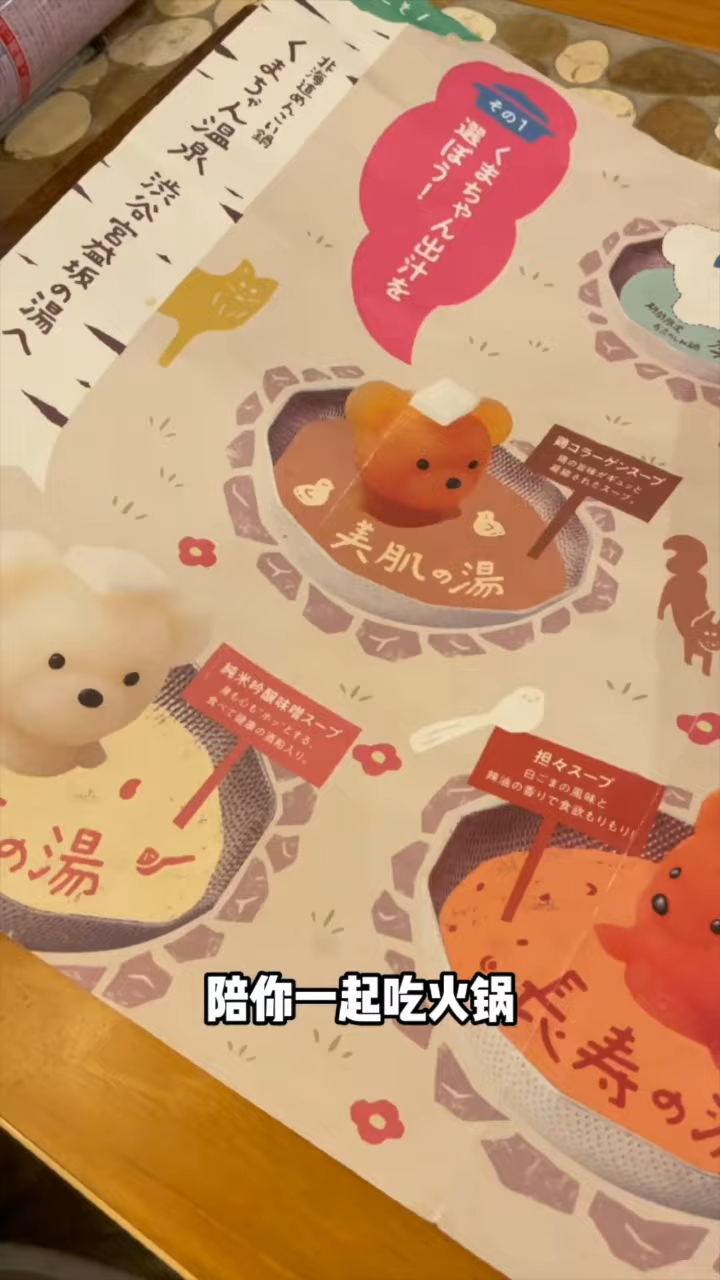 北海道めんこい鍋
くまちゃん温泉 渋谷宮益坂の湯へ
その1
くまちゃん出汁を
選ぼう！
鶏コラーゲンスープ
鶏の旨味がギュッと
凝縮されたスープ。
美肌の湯
純米吟醸味噌スープ
身も心も"ホッ"とする、
食べて健康の酒粕入り。
の湯
担々スープ
白ごまの風味と
辣油の香りで食欲もりもり!
長寿の湯
陪你一起吃火锅